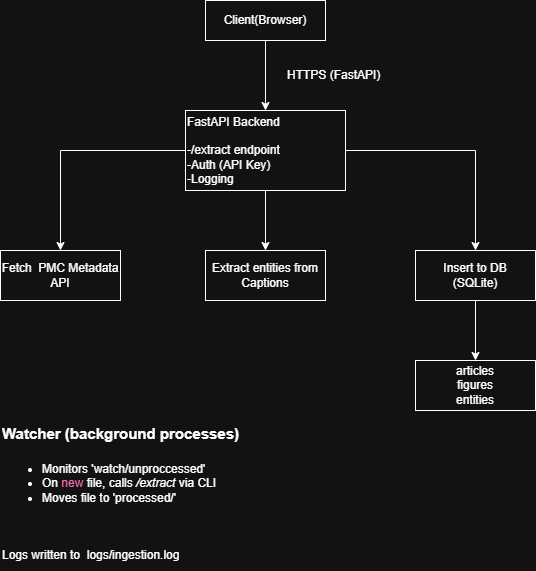 Client(Browser)
HTTPS (FastAPI)
FastAPI Backend
-/extract endpoint
-Auth (API Key)
-Logging
Fetch PMC Metadata
API
Extract entities from
Captions
Insert to DB
(SQLite)
articles
figures
entities
Watcher (background processes)
Monitors 'watch/unproccessed'
On new file, calls /extract via CLI
Moves file to 'processed/'
Logs written to logs/ingestion.log